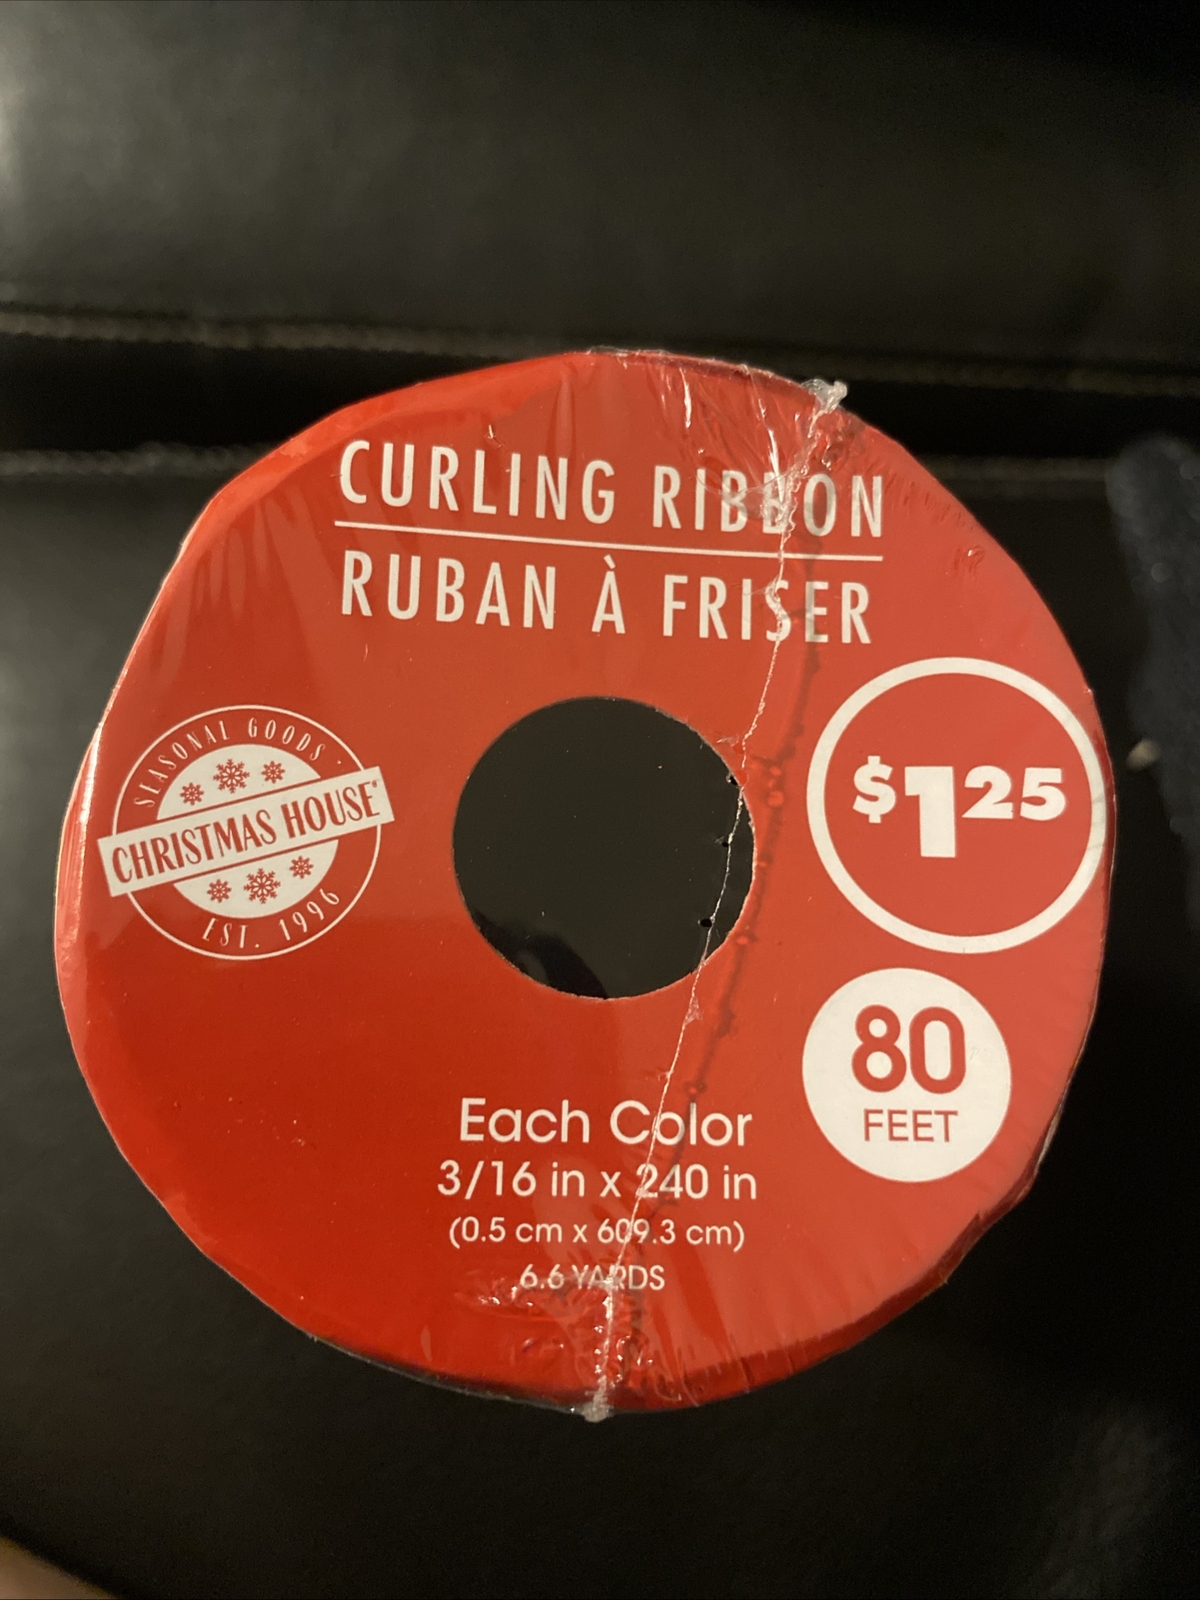 CURLING RIBBON
RUBAN À FRISER
SEASONAL GOODS ·
CHRISTMAS HOUSE®
EST. 1996
$1.25
80
FEET
Each Color
3/16 in x 240 in
(0.5 cm x 609.3 cm)
6.6 YARDS